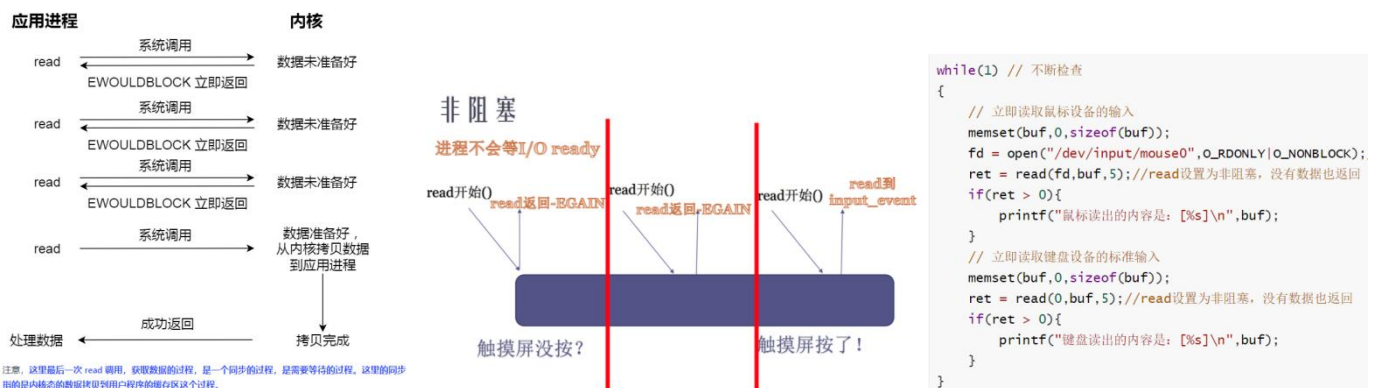 应用进程 内核
系统调用
read 数据未准备好
EWOULDBLOCK 立即返回
系统调用
read 数据未准备好
EWOULDBLOCK 立即返回
系统调用
read 数据未准备好
EWOULDBLOCK 立即返回
系统调用
read 数据准备好，
从内核拷贝数据
到应用进程
成功返回
处理数据 拷贝完成
注意，这里最后一次 read 调用，获取数据的过程，是一个同步的过程，是需要等待的过程。这里的同步
指的是内核态的数据拷贝到用户程序的缓存区这个过程。
非阻塞
进程不会等I/O ready
read开始()
read返回-EGAIN
read开始()
read返回-EGAIN
read开始()
read到
input_event
触摸屏没按？
触摸屏按了！
while(1) // 不断检查
{
// 立即读取鼠标设备的输入
memset(buf,0,sizeof(buf));
fd = open("/dev/input/mouse0",O_RDONLY|O_NONBLOCK);
ret = read(fd,buf,5);//read设置为非阻塞，没有数据也返回
if(ret > 0){
printf("鼠标读出的内容是：[%s]\n",buf);
}
// 立即读取键盘设备的标准输入
memset(buf,0,sizeof(buf));
ret = read(0,buf,5);//read设置为非阻塞，没有数据也返回
if(ret > 0){
printf("键盘读出的内容是：[%s]\n",buf);
}
}